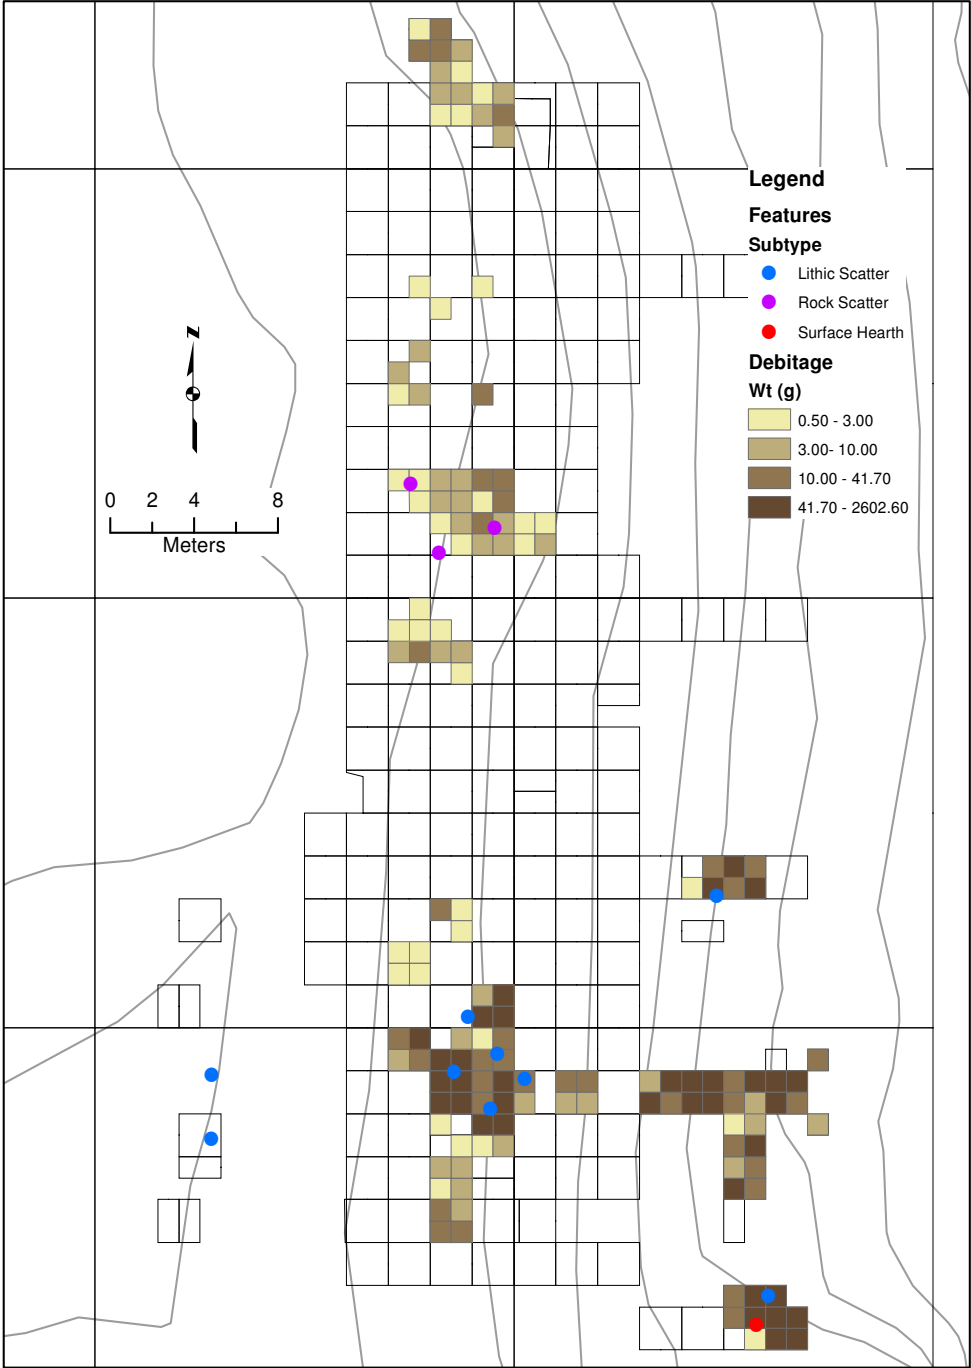 Legend
Features
Subtype
Lithic Scatter
Rock Scatter
Surface Hearth
Debitage
Wt (g)
0.50 - 3.00
3.00- 10.00
10.00 - 41.70
41.70 - 2602.60
N
0 2 4 8
Meters